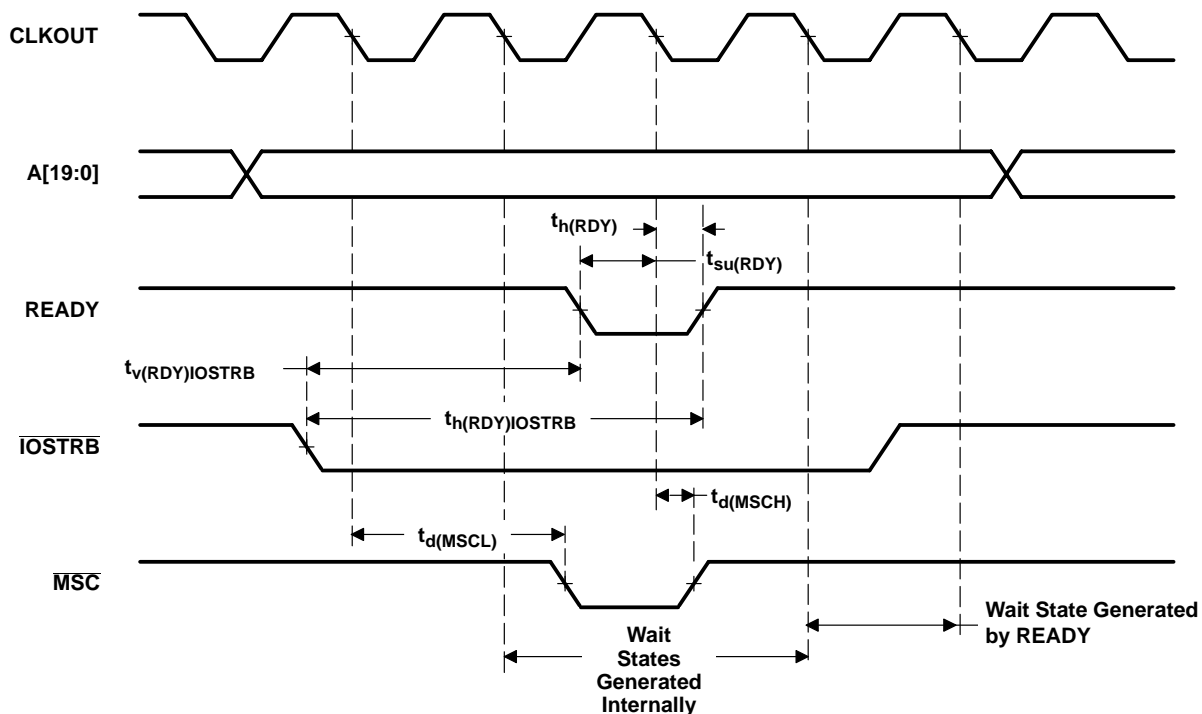 CLKOUT
A[19:0]
th(RDY)
tsu(RDY)
READY
tv(RDY)IOSTRB
th(RDY)IOSTRB
IOSTRB
td(MSCH)
td(MSCL)
MSC
Wait State Generated
by READY
Wait
States
Generated
Internally